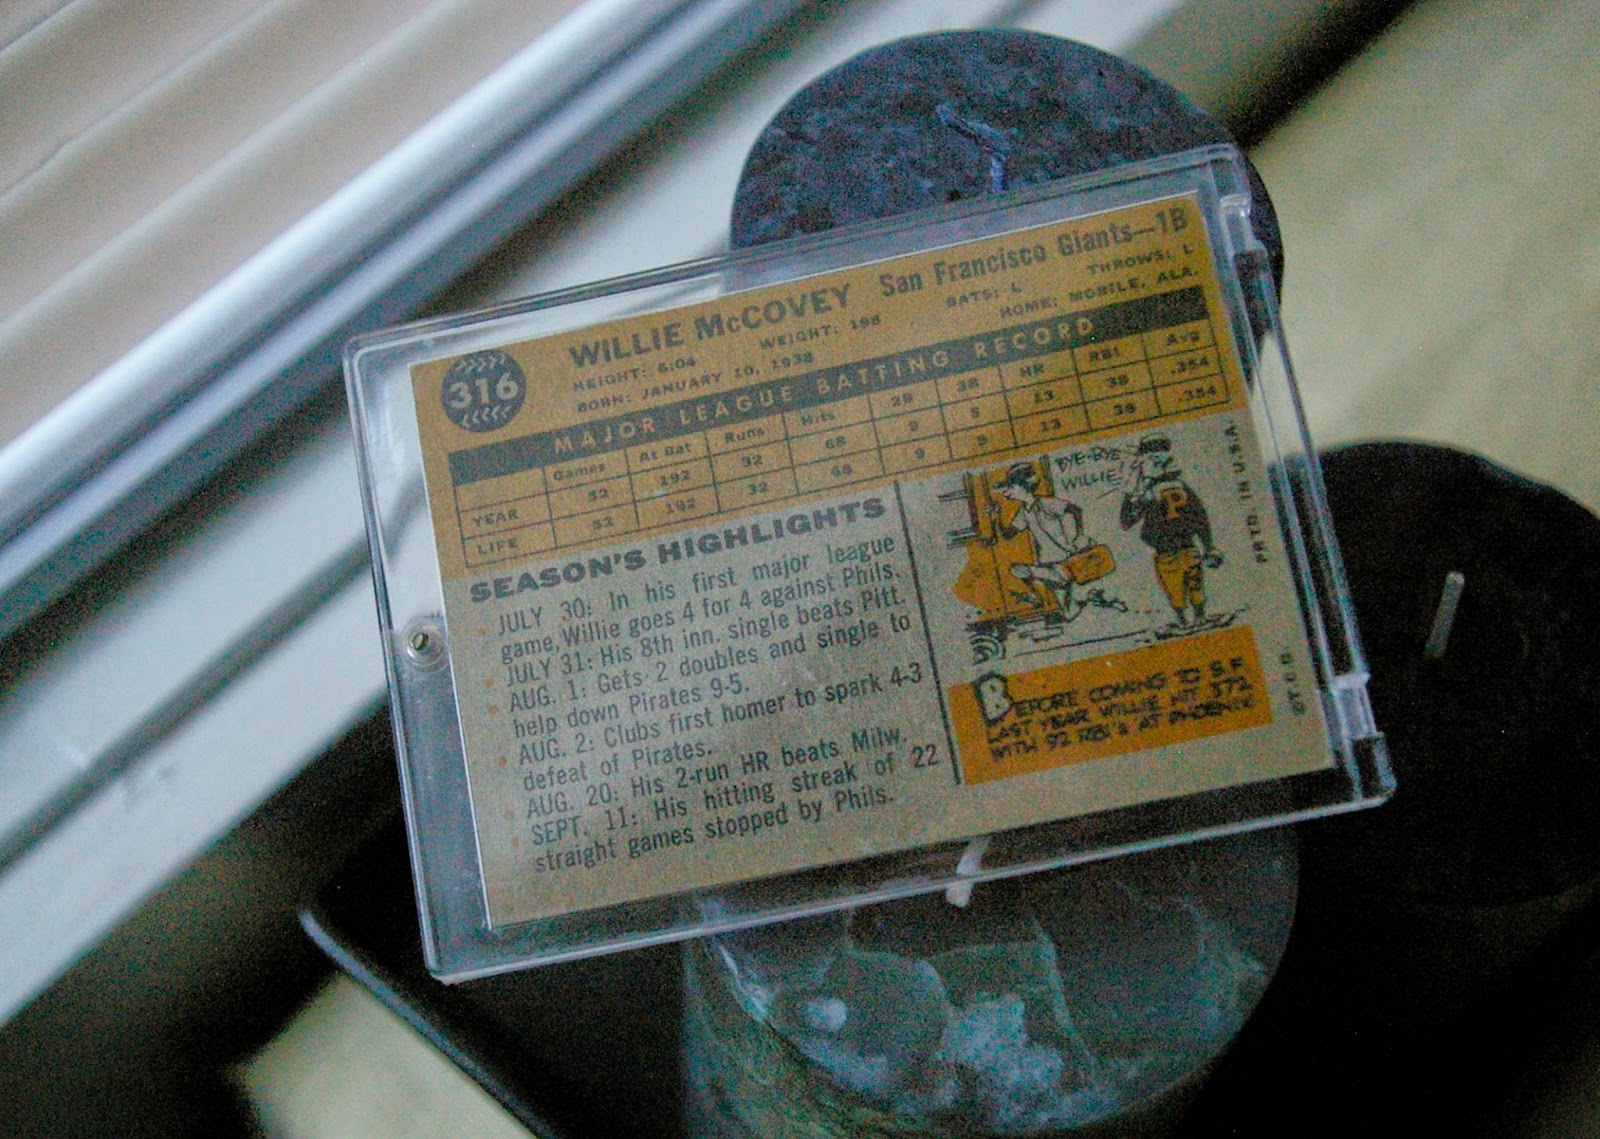 316
WILLIE McCOVEY San Francisco Giants—1B
HEIGHT: 6:04 WEIGHT: 198 BATS: L THROWS: L
BORN: JANUARY 10, 1938 HOME: MOBILE, ALA.
MAJOR LEAGUE BATTING RECORD
Games At Bat Runs Hits 2B 3B HR RBI Avg
YEAR 52 192 32 68 9 5 13 38 .354
LIFE 52 192 32 68 9 5 13 38 .354
SEASON'S HIGHLIGHTS
JULY 30: In his first major league
game, Willie goes 4 for 4 against Phils.
JULY 31: His 8th inn. single beats Pitt.
AUG. 1: Gets 2 doubles and single to
help down Pirates 9-5.
AUG. 2: Clubs first homer to spark 4-3
defeat of Pirates.
AUG. 20: His 2-run HR beats Milw.
SEPT. 11: His hitting streak of 22
straight games stopped by Phils.
BYE-BYE
WILLIE!
P
BEFORE COMING TO S.F.
LAST YEAR, WILLIE HIT .372
WITH 92 RBI's AT PHOENIX
©T.C.G. PRTD. IN U.S.A.